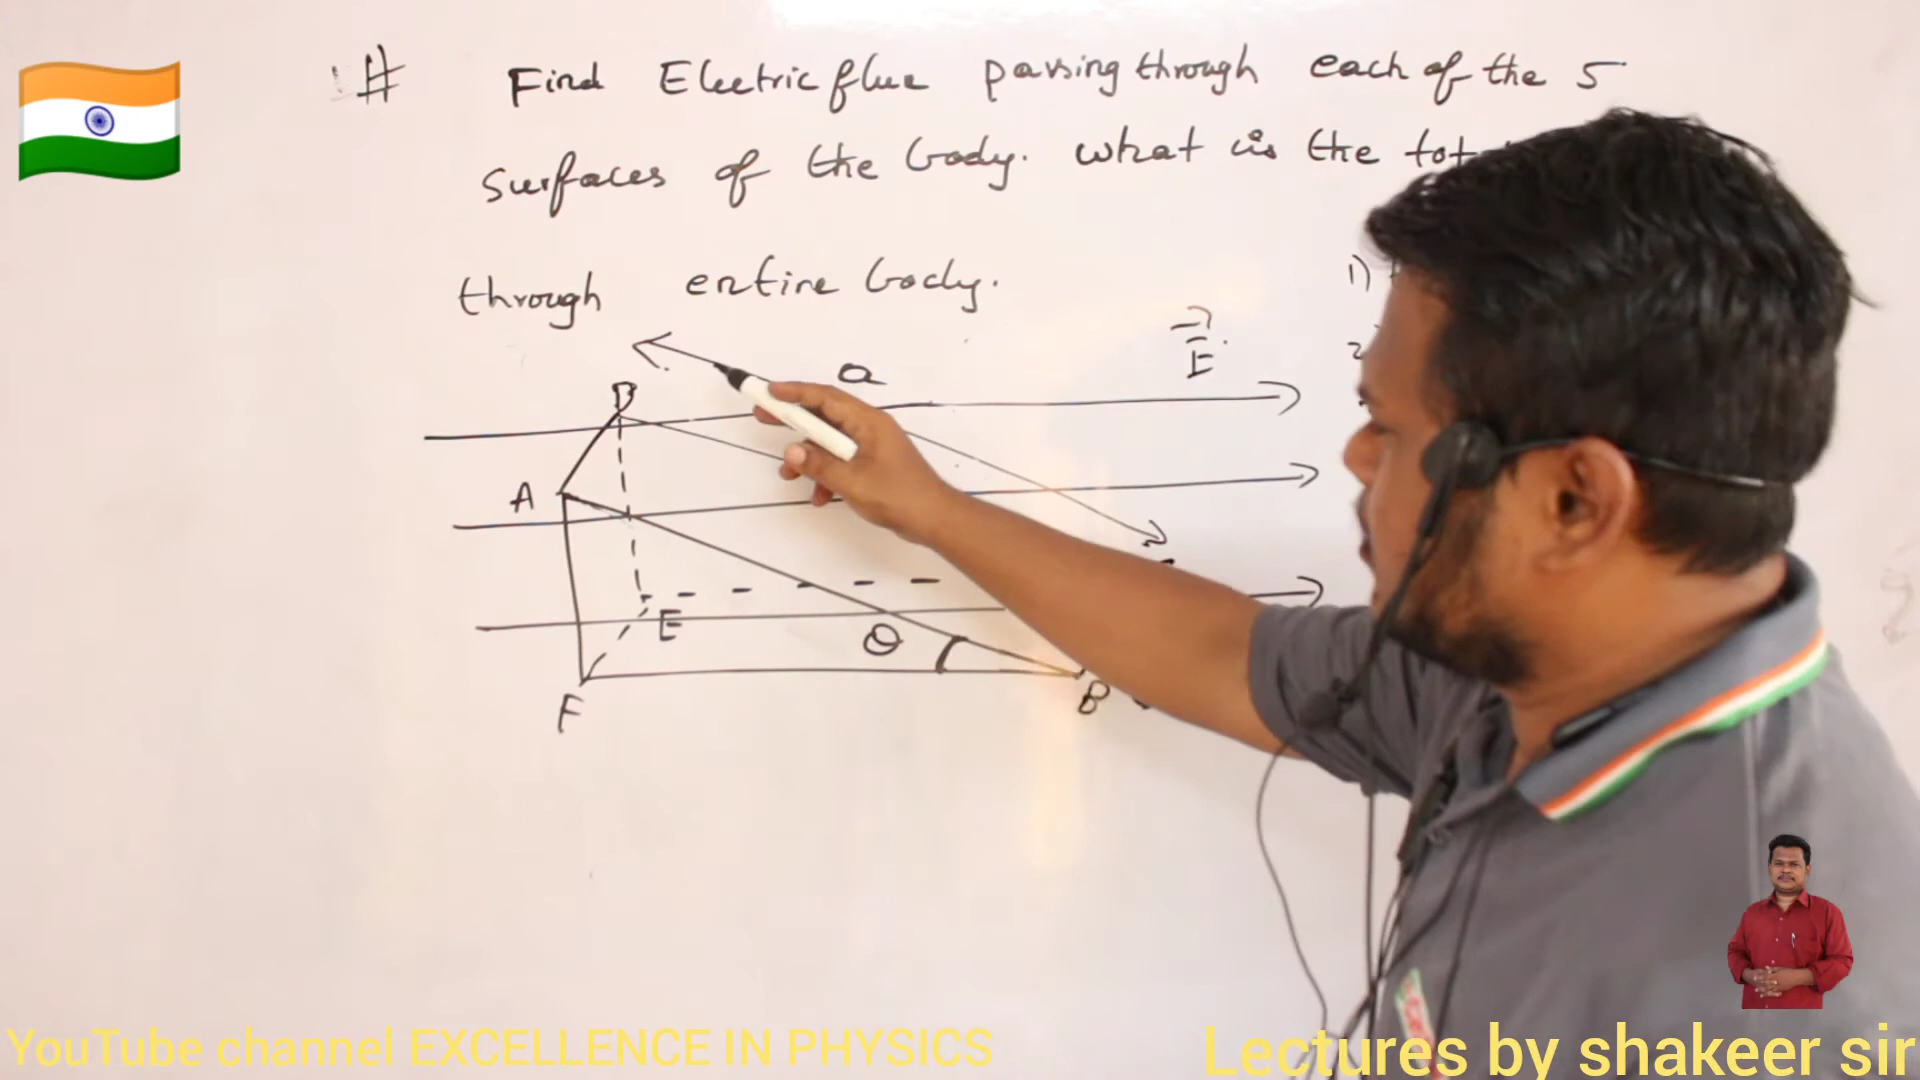 # Find Electric flux passing through each of the 5
surfaces of the body. what is the
through entire body.
1)
E
a
D
A
E
θ
F
B
YouTube channel EXCELLENCE IN PHYSICS
Lectures by shakeer sir